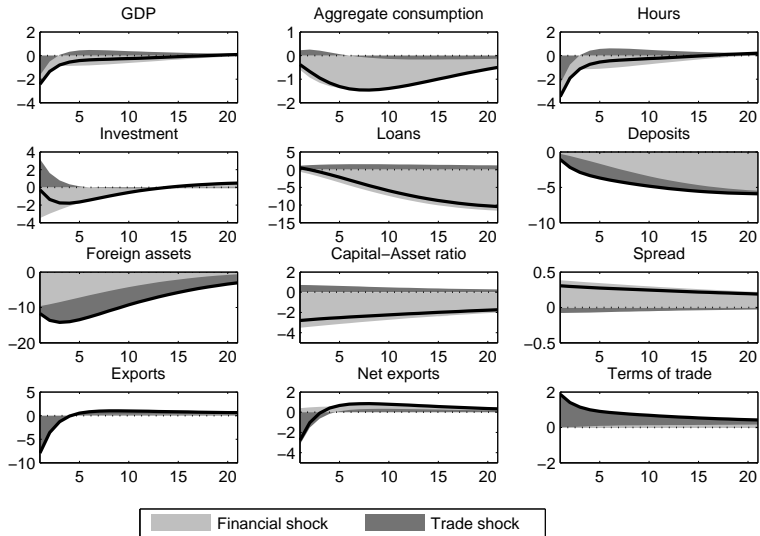 GDP
Aggregate consumption
Hours
2
0
−2
−4
5 10 15 20
1
0
−1
−2
5 10 15 20
2
0
−2
−4
5 10 15 20
Investment
Loans
Deposits
4
2
0
−2
−4
5 10 15 20
5
0
−5
−10
−15
5 10 15 20
0
−5
−10
5 10 15 20
Foreign assets
Capital−Asset ratio
Spread
0
−10
−20
5 10 15 20
2
0
−2
−4
5 10 15 20
0.5
0
−0.5
5 10 15 20
Exports
Net exports
Terms of trade
5
0
−5
−10
5 10 15 20
2
0
−2
−4
5 10 15 20
2
0
−2
5 10 15 20
Financial shock
Trade shock